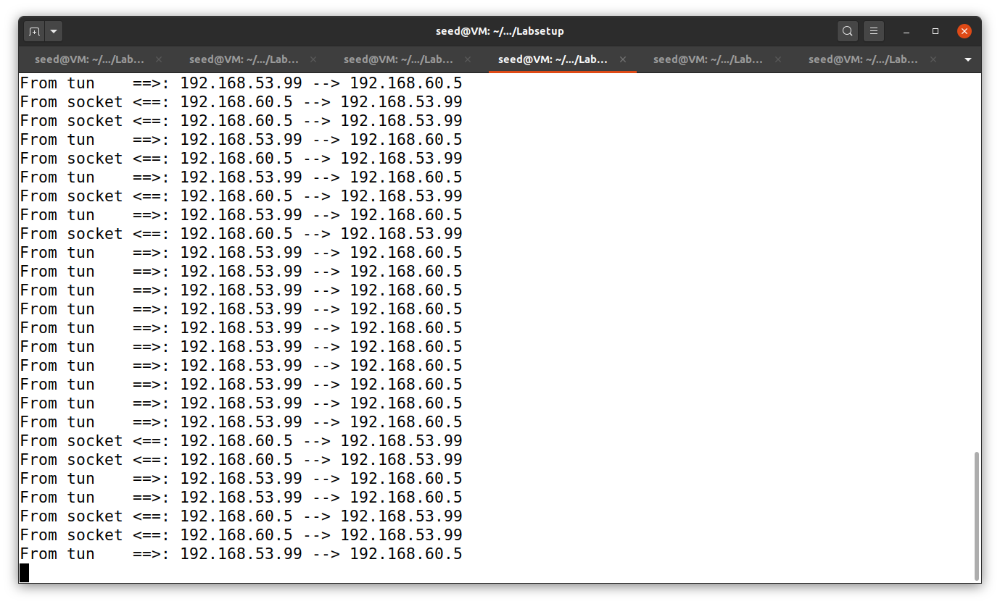 seed@VM: ~/.../Labsetup
seed@VM: ~/.../Lab... seed@VM: ~/.../Lab... seed@VM: ~/.../Lab... seed@VM: ~/.../Lab... seed@VM: ~/.../Lab... seed@VM: ~/.../Lab...
From tun    ==>: 192.168.53.99 --> 192.168.60.5
From socket <==: 192.168.60.5 --> 192.168.53.99
From socket <==: 192.168.60.5 --> 192.168.53.99
From tun    ==>: 192.168.53.99 --> 192.168.60.5
From socket <==: 192.168.60.5 --> 192.168.53.99
From tun    ==>: 192.168.53.99 --> 192.168.60.5
From socket <==: 192.168.60.5 --> 192.168.53.99
From tun    ==>: 192.168.53.99 --> 192.168.60.5
From socket <==: 192.168.60.5 --> 192.168.53.99
From tun    ==>: 192.168.53.99 --> 192.168.60.5
From tun    ==>: 192.168.53.99 --> 192.168.60.5
From tun    ==>: 192.168.53.99 --> 192.168.60.5
From tun    ==>: 192.168.53.99 --> 192.168.60.5
From tun    ==>: 192.168.53.99 --> 192.168.60.5
From tun    ==>: 192.168.53.99 --> 192.168.60.5
From tun    ==>: 192.168.53.99 --> 192.168.60.5
From tun    ==>: 192.168.53.99 --> 192.168.60.5
From tun    ==>: 192.168.53.99 --> 192.168.60.5
From tun    ==>: 192.168.53.99 --> 192.168.60.5
From socket <==: 192.168.60.5 --> 192.168.53.99
From socket <==: 192.168.60.5 --> 192.168.53.99
From tun    ==>: 192.168.53.99 --> 192.168.60.5
From tun    ==>: 192.168.53.99 --> 192.168.60.5
From socket <==: 192.168.60.5 --> 192.168.53.99
From socket <==: 192.168.60.5 --> 192.168.53.99
From tun    ==>: 192.168.53.99 --> 192.168.60.5